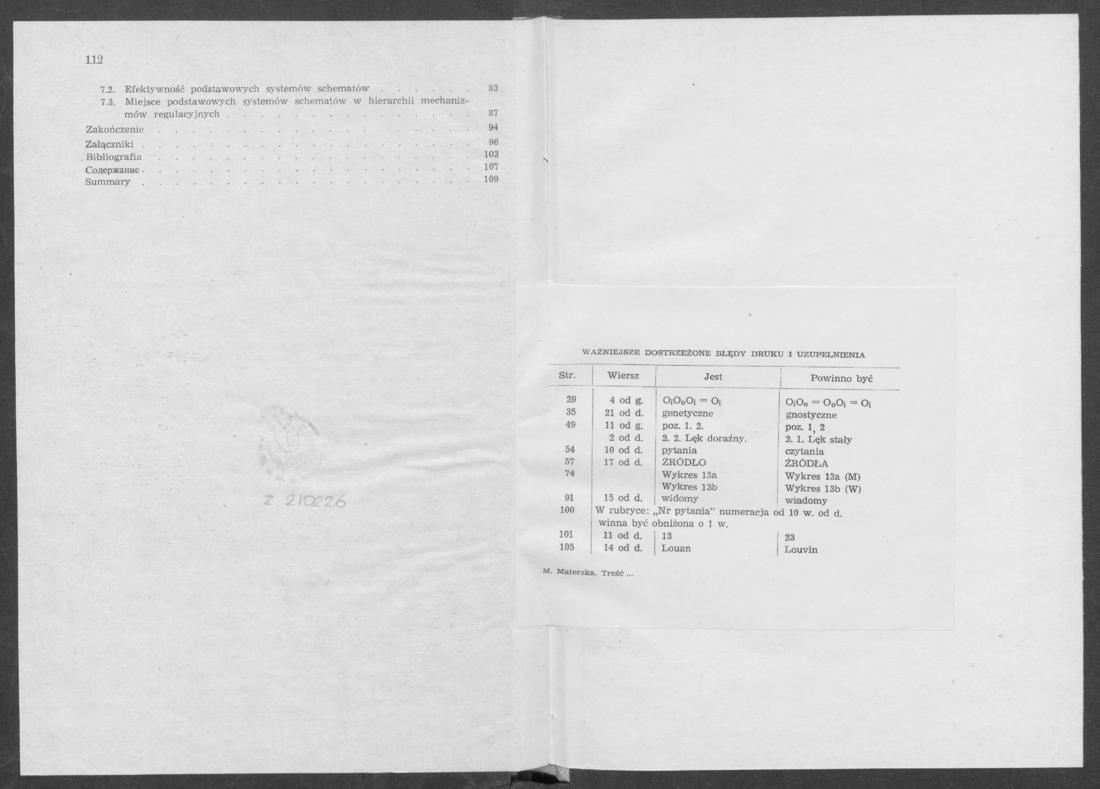 112
7.2. Efektywność podstawowych systemów schematów . . . . . . 83
7.3. Miejsce podstawowych systemów schematów w hierarchii mechaniz-
mów regulacyjnych . . . . . . . . . . . . . . . . 87
Zakończenie . . . . . . . . . . . . . . . . . . . . 94
Załączniki . . . . . . . . . . . . . . . . . . . . 96
Bibliografia . . . . . . . . . . . . . . . . . . . . 103
Содержание . . . . . . . . . . . . . . . . . . . . 107
Summary . . . . . . . . . . . . . . . . . . . . 109
Z 210226
WAŻNIEJSZE DOSTRZEŻONE BŁĘDY DRUKU I UZUPEŁNIENIA
Str. Wiersz Jest Powinno być
29 4 od g. OᵢOₒOᵢ = Oᵢ OᵢOₒ = OₒOᵢ = Oᵢ
35 21 od d. genetyczne gnostyczne
49 11 od g. poz. 1. 2. poz. 1, 2
2 od d. 2. 2. Lęk doraźny. 2. 1. Lęk stały
54 10 od d. pytania czytania
57 17 od d. ŹRÓDŁO ŹRÓDŁA
74 Wykres 13a Wykres 13a (M)
Wykres 13b Wykres 13b (W)
91 15 od d. widomy wiadomy
100 W rubryce: „Nr pytania" numeracja od 10 w. od d.
winna być obniżona o 1 w.
101 11 od d. 13 23
105 14 od d. Louan Louvin
M. Materska, Treść ...